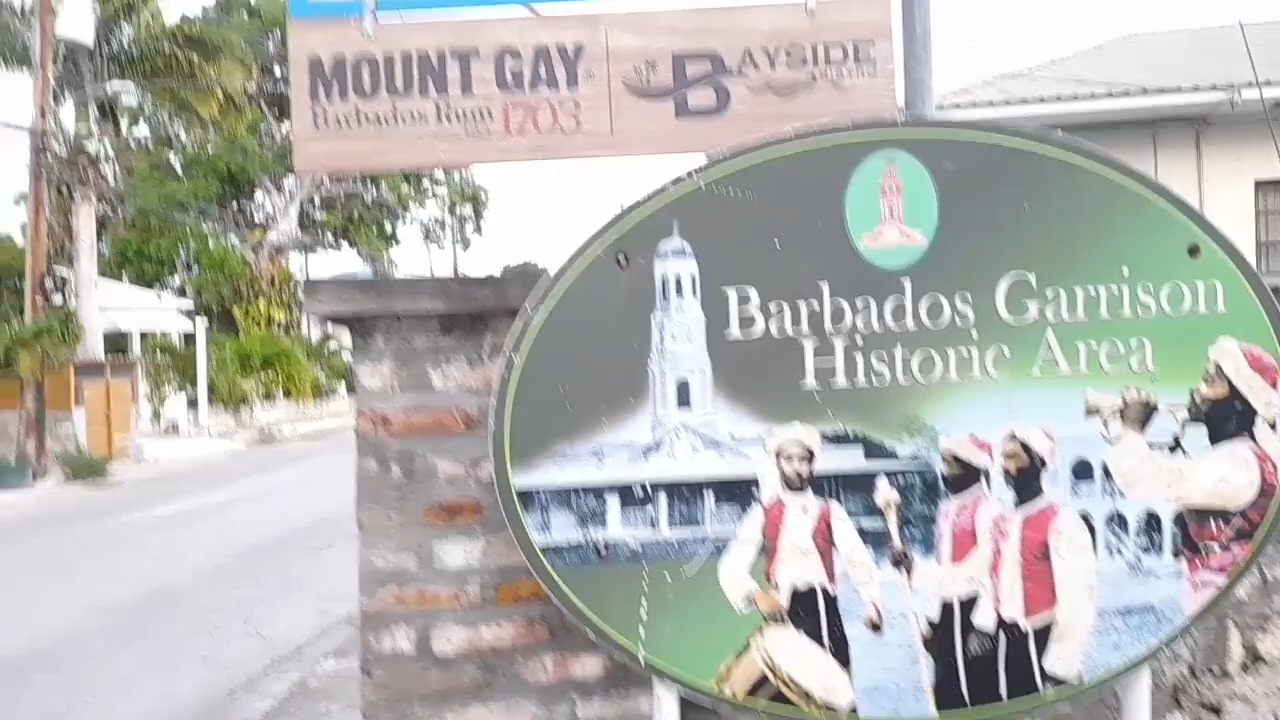 MOUNT GAY
Barbados Rum 1703
BAYSIDE
Barbados Garrison
Historic Area